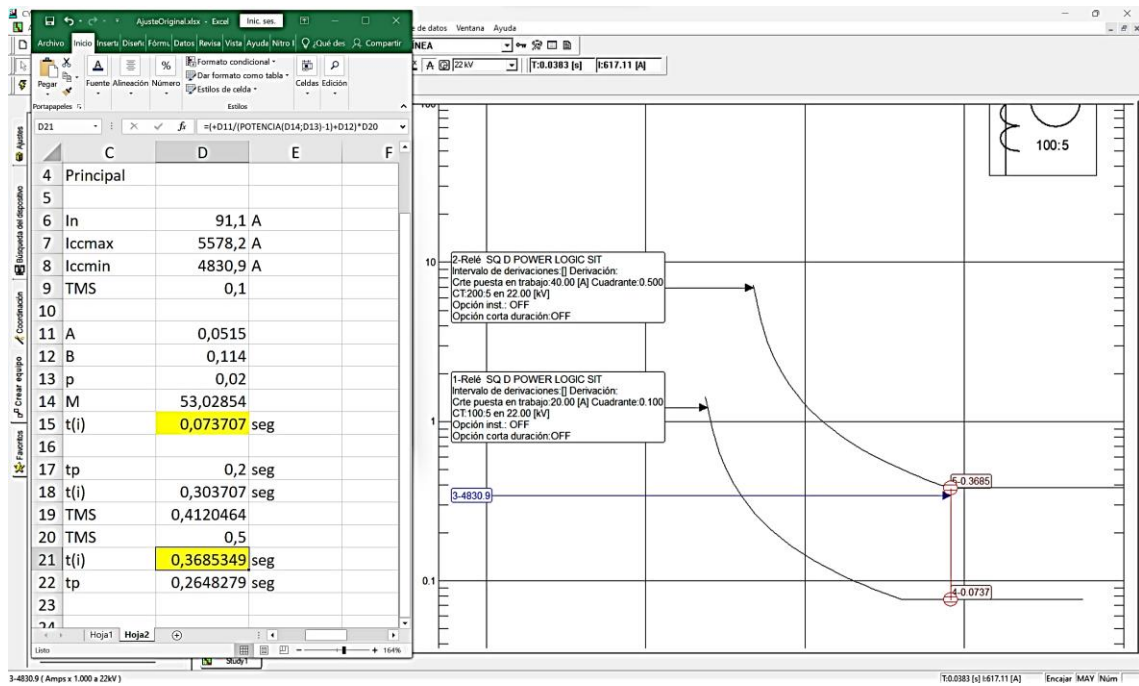 AjusteOriginal.xlsx - Excel Inic. ses.
Archivo Inicio Inserta Diseñ Fórmu Datos Revisa Vista Ayuda Nitro ¿Qué des Compartir
Pegar Fuente Alineación Número Formato condicional Dar formato como tabla Estilos de celda Celdas Edición
Portapapeles Estilos
D21 fx =(+D11/(POTENCIA(D14;D13)-1)+D12)*D20
C D E F
4 Principal
5
6 In 91,1 A
7 Iccmax 5578,2 A
8 Iccmin 4830,9 A
9 TMS 0,1
10
11 A 0,0515
12 B 0,114
13 p 0,02
14 M 53,02854
15 t(i) 0,073707 seg
16
17 tp 0,2 seg
18 t(i) 0,303707 seg
19 TMS 0,4120464
20 TMS 0,5
21 t(i) 0,3685349 seg
22 tp 0,2648279 seg
23
24
Hoja1 Hoja2
Listo 164%
de datos Ventana Ayuda
22 kV T:0.0383 [s] I:617.11 [A]
Ajustes
Búsqueda del dispositivo
Coordinación
Crear equipo
Favoritos
100
100:5
10
2-Relé SQ D POWER LOGIC SIT
Intervalo de derivaciones:[] Derivación:
Crte puesta en trabajo:40.00 [A] Cuadrante:0.500
CT:200:5 en 22.00 [kV]
Opción inst.: OFF
Opción corta duración:OFF
1-Relé SQ D POWER LOGIC SIT
Intervalo de derivaciones:[] Derivación:
Crte puesta en trabajo:20.00 [A] Cuadrante:0.100
CT:100:5 en 22.00 [kV]
Opción inst.: OFF
Opción corta duración:OFF
1
5-0.3685
3-4830.9
0.1
4-0.0737
Study1
3-4830.9 ( Amps x 1.000 a 22kV ) T:0.0383 [s] I:617.11 [A] Encajar MAY Núm